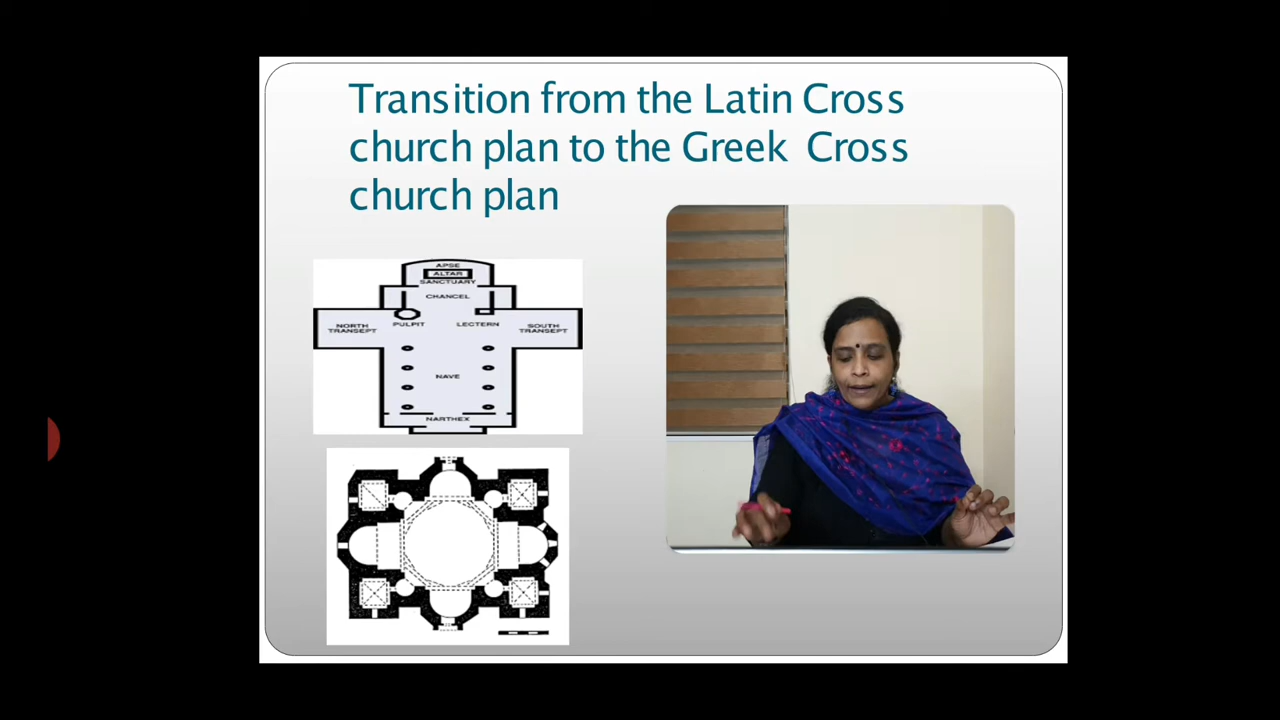 Transition from the Latin Cross
church plan to the Greek Cross
church plan
APSE
ALTAR
SANCTUARY
CHANCEL
NORTH
TRANSEPT
PULPIT
LECTERN
SOUTH
TRANSEPT
NAVE
NARTHEX